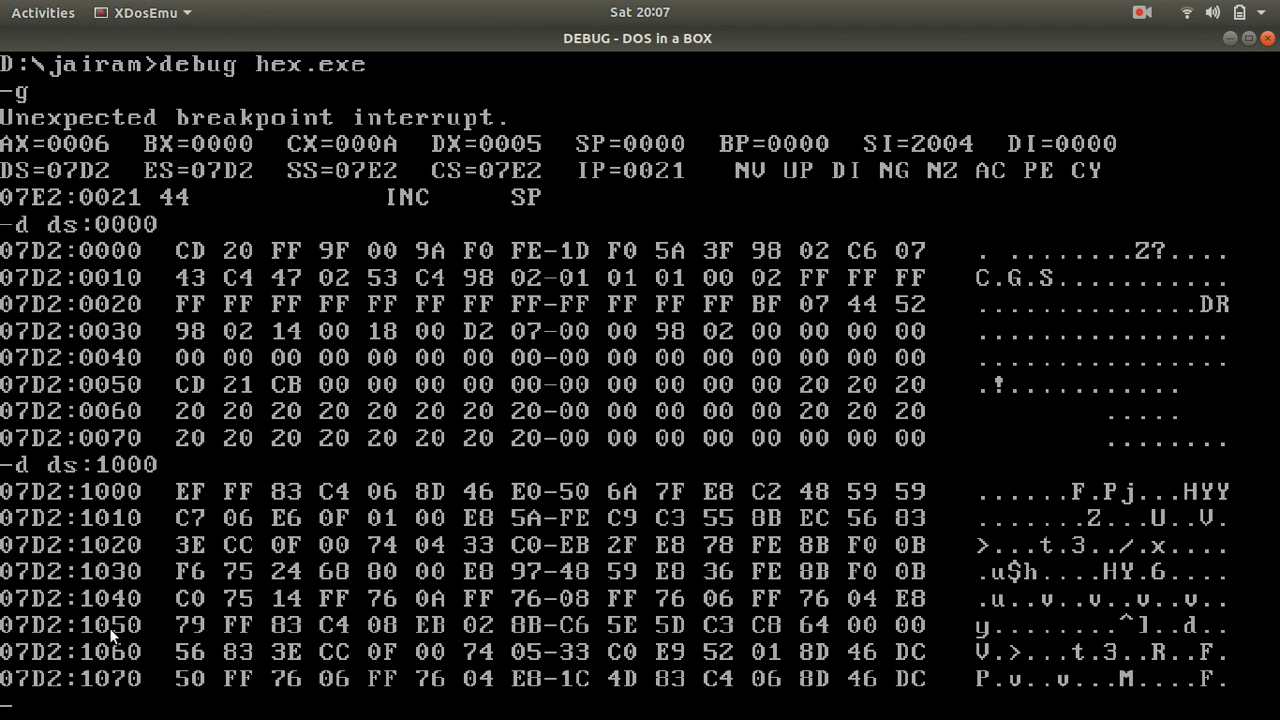 Activities XDosEmu Sat 20:07
DEBUG - DOS in a BOX
D:\jairam>debug hex.exe
-g
Unexpected breakpoint interrupt.
AX=0006 BX=0000 CX=000A DX=0005 SP=0000 BP=0000 SI=2004 DI=0000
DS=07D2 ES=07D2 SS=07E2 CS=07E2 IP=0021 NV UP DI NG NZ AC PE CY
07E2:0021 44 INC SP
-d ds:0000
07D2:0000 CD 20 FF 9F 00 9A F0 FE-1D F0 5A 3F 98 02 C6 07 . ........Z?....
07D2:0010 43 C4 47 02 53 C4 98 02-01 01 01 00 02 FF FF FF C.G.S...........
07D2:0020 FF FF FF FF FF FF FF FF-FF FF FF FF BF 07 44 52 ..............DR
07D2:0030 98 02 14 00 18 00 D2 07-00 00 98 02 00 00 00 00 ................
07D2:0040 00 00 00 00 00 00 00 00-00 00 00 00 00 00 00 00 ................
07D2:0050 CD 21 CB 00 00 00 00 00-00 00 00 00 00 20 20 20 .!...........
07D2:0060 20 20 20 20 20 20 20 20-00 00 00 00 00 20 20 20 .....
07D2:0070 20 20 20 20 20 20 20 20-00 00 00 00 00 00 00 00 ........
-d ds:1000
07D2:1000 EF FF 83 C4 06 8D 46 E0-50 6A 7F E8 C2 48 59 59 ......F.Pj...HYY
07D2:1010 C7 06 E6 0F 01 00 E8 5A-FE C9 C3 55 8B EC 56 83 .......Z...U..V.
07D2:1020 3E CC 0F 00 74 04 33 C0-EB 2F E8 78 FE 8B F0 0B >...t.3../.x....
07D2:1030 F6 75 24 68 80 00 E8 97-48 59 E8 36 FE 8B F0 0B .u$h....HY.6....
07D2:1040 C0 75 14 FF 76 0A FF 76-08 FF 76 06 FF 76 04 E8 .u..v..v..v..v..
07D2:1050 79 FF 83 C4 08 EB 02 8B-C6 5E 5D C3 C8 64 00 00 y........^]..d..
07D2:1060 56 83 3E CC 0F 00 74 05-33 C0 E9 52 01 8D 46 DC V.>...t.3..R..F.
07D2:1070 50 FF 76 06 FF 76 04 E8-1C 4D 83 C4 06 8D 46 DC P.v..v...M....F.
-